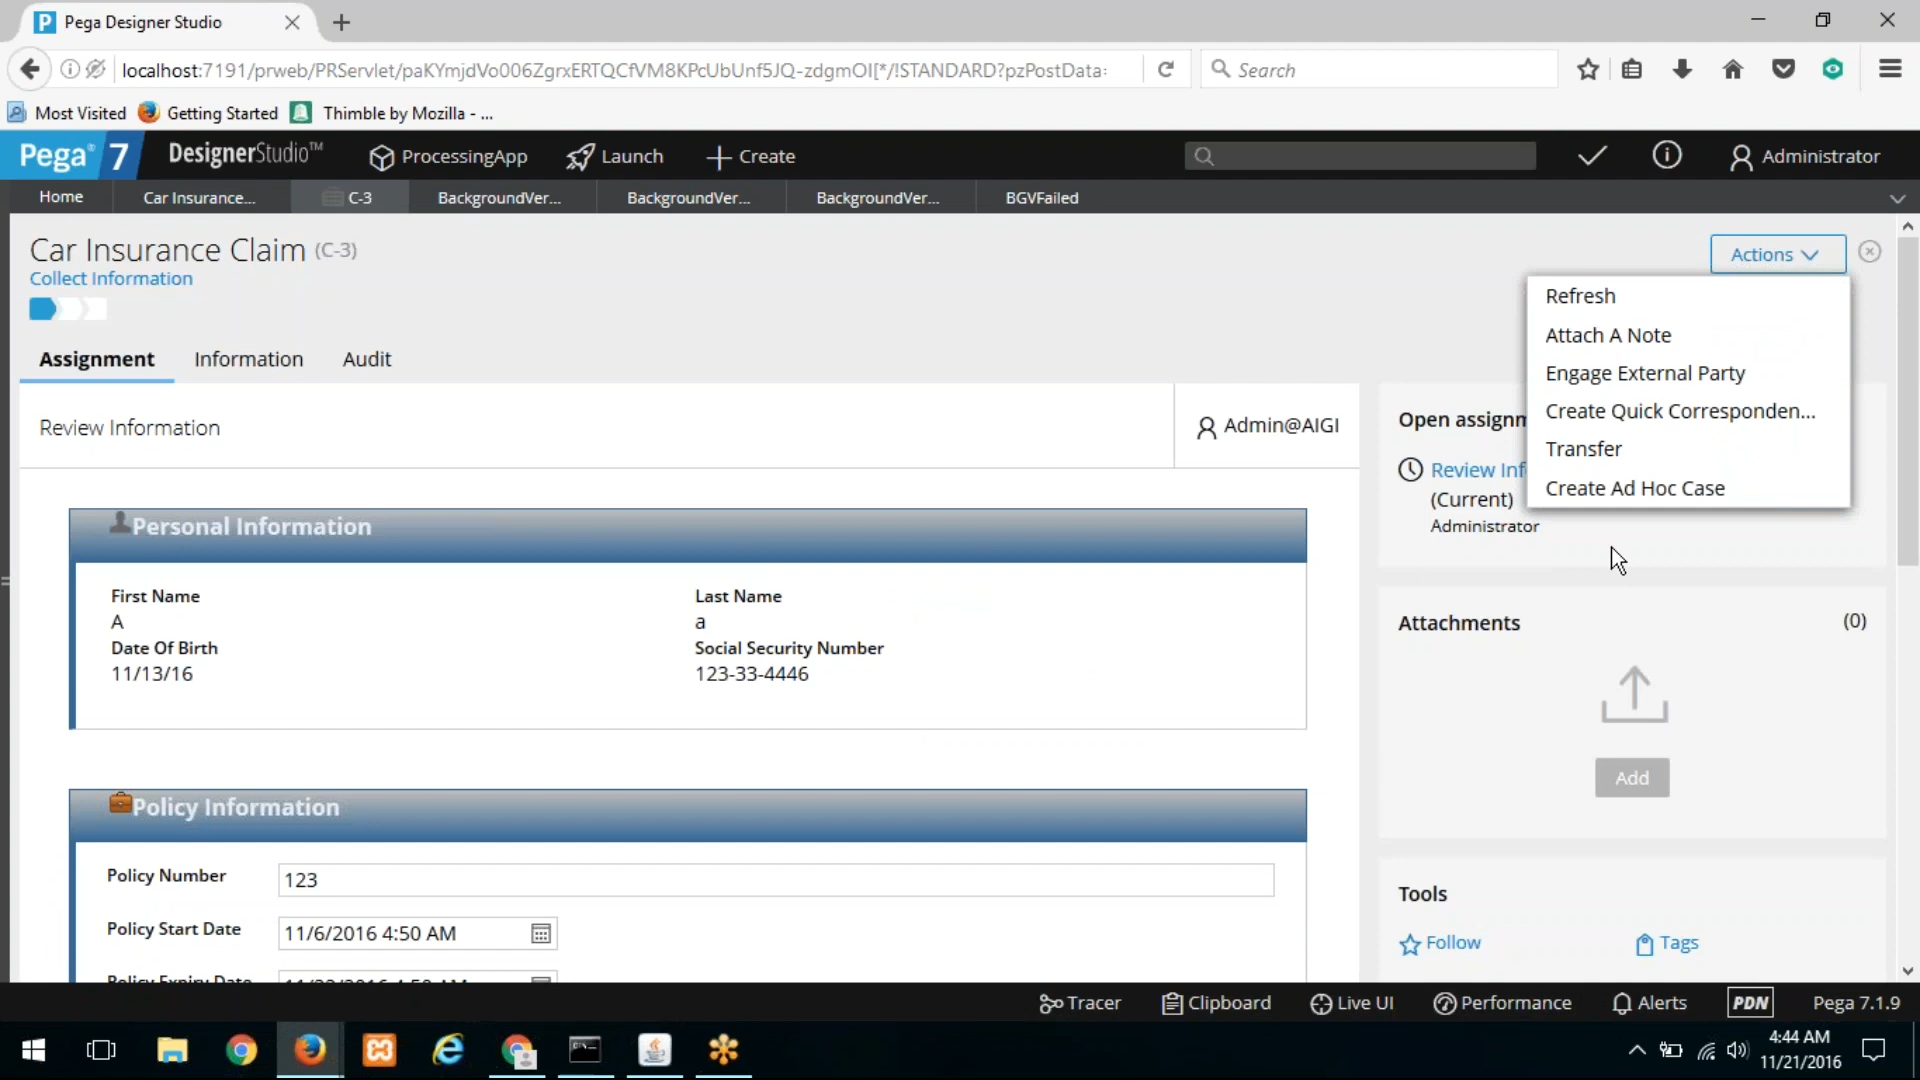 Pega Designer Studio
localhost:7191/prweb/PRServlet/paKYmjdVo006ZgrxERTQCfVM8KPcUbUnf5JQ-zdgmOI[*/!STANDARD?pzPostData:
Search
Most Visited
Getting Started
Thimble by Mozilla - ...
Pega® 7
DesignerStudio™
ProcessingApp
Launch
Create
Administrator
Home
Car Insurance...
C-3
BackgroundVer...
BackgroundVer...
BackgroundVer...
BGVFailed
Car Insurance Claim (C-3)
Collect Information
Actions
Refresh
Attach A Note
Engage External Party
Create Quick Corresponden...
Transfer
Create Ad Hoc Case
Assignment
Information
Audit
Review Information
Admin@AIGI
Open assignm
Review Inf
(Current)
Administrator
Personal Information
First Name
A
Last Name
a
Date Of Birth
11/13/16
Social Security Number
123-33-4446
Attachments
(0)
Add
Policy Information
Policy Number
123
Policy Start Date
11/6/2016 4:50 AM
Policy Expiry Date
Tools
Follow
Tags
Tracer
Clipboard
Live UI
Performance
Alerts
PDN
Pega 7.1.9
4:44 AM
11/21/2016